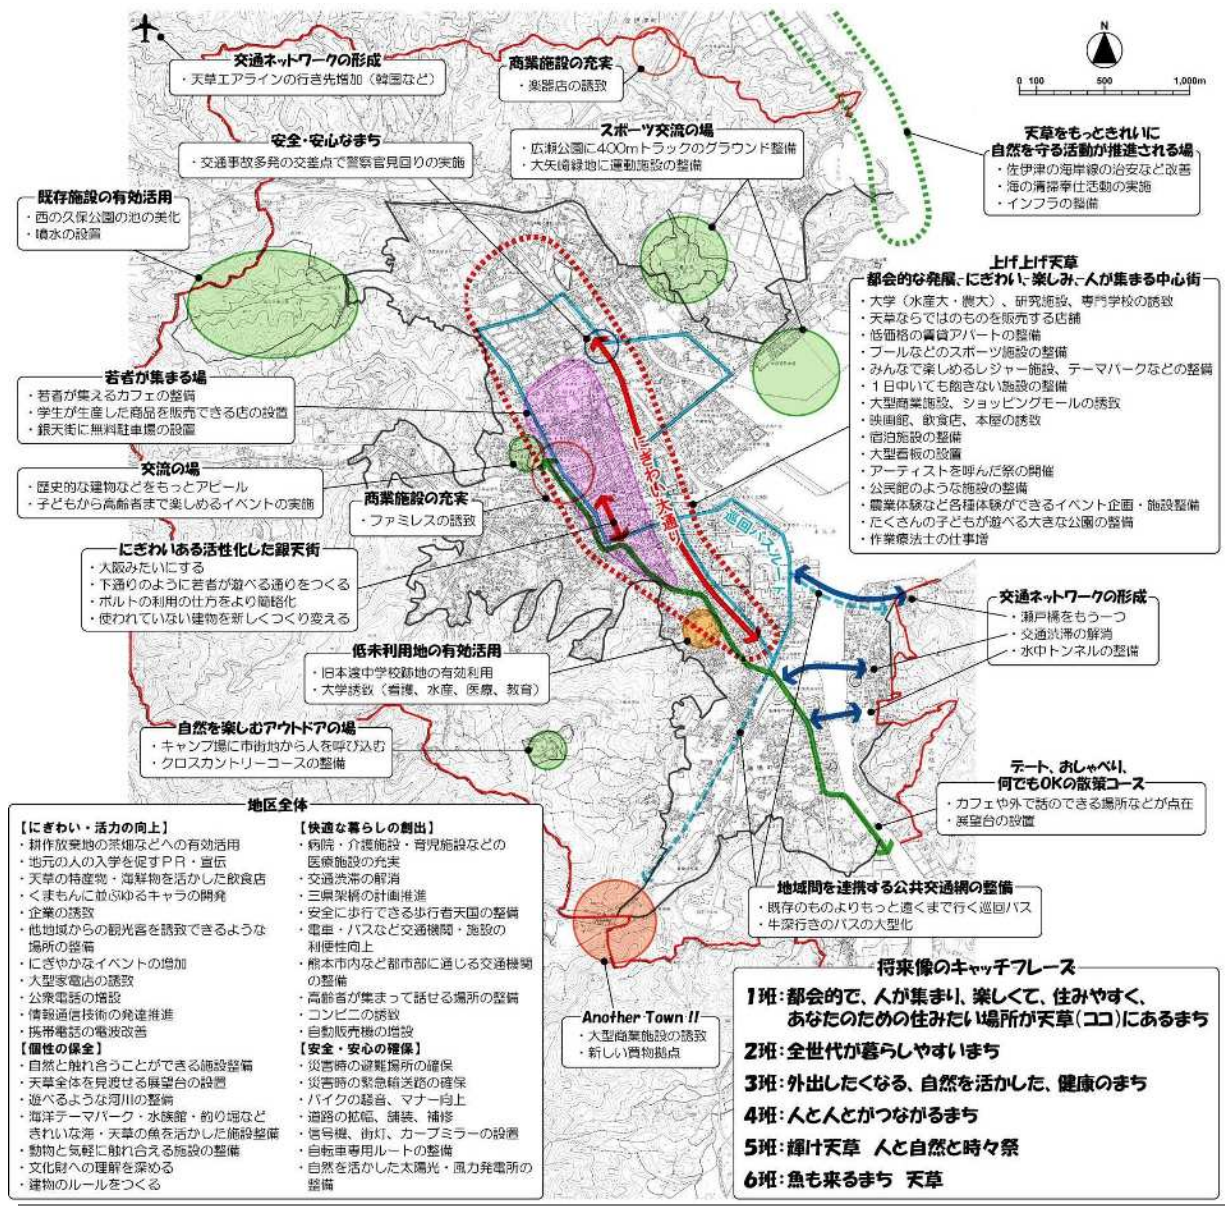 交通ネットワークの形成
・天草エアラインの行き先増加（韓国など）
商業施設の充実
・楽器店の誘致
N
0 100 500 1,000m
安全・安心なまち
・交通事故多発の交差点で警察官見回りの実施
スポーツ交流の場
・広瀬公園に400mトラックのグラウンド整備
・大矢崎緑地に運動施設の整備
天草をもっときれいに
自然を守る活動が推進される場
・佐伊津の海岸線の治安など改善
・海の清掃奉仕活動の実施
・インフラの整備
既存施設の有効活用
・西の久保公園の池の美化
・噴水の設置
上げ上げ天草
都会的な発展、にぎわい、楽しみ、人が集まる中心街
・大学（水産大・農大）、研究施設、専門学校の誘致
・天草ならではのものを販売する店舗
・低価格の賃貸アパートの整備
・プールなどのスポーツ施設の整備
・みんなで楽しめるレジャー施設、テーマパークなどの整備
・１日中いても飽きない施設の整備
・大型商業施設、ショッピングモールの誘致
・映画館、飲食店、本屋の誘致
・宿泊施設の整備
・大型看板の設置
・アーティストを呼んだ祭の開催
・公民館のような施設の整備
・農業体験など各種体験ができるイベント企画・施設整備
・たくさんの子どもが遊べる大きな公園の整備
・作業療法士の仕事増
若者が集まる場
・若者が集えるカフェの整備
・学生が生産した商品を販売できる店の設置
・銀天街に無料駐車場の設置
交流の場
・歴史的な建物などをもっとアピール
・子どもから高齢者まで楽しめるイベントの実施
商業施設の充実
・ファミレスの誘致
にぎわい大通り
巡回バスルート
にぎわいある活性化した銀天街
・大阪みたいにする
・下通りのように若者が遊べる通りをつくる
・ポルトの利用の仕方をより簡略化
・使われていない建物を新しくつくり変える
低未利用地の有効活用
・旧本渡中学校跡地の有効利用
・大学誘致（看護、水産、医療、教育）
交通ネットワークの形成
・瀬戸橋をもう一つ
・交通渋滞の解消
・水中トンネルの整備
自然を楽しむアウトドアの場
・キャンプ場に市街地から人を呼び込む
・クロスカントリーコースの整備
デート、おしゃべり、
何でもOKの散策コース
・カフェや外で話のできる場所などが点在
・展望台の設置
地域間を連携する公共交通網の整備
・既存のものよりもっと遠くまで行く巡回バス
・牛深行きのバスの大型化
Another Town !!
・大型商業施設の誘致
・新しい買物拠点
地区全体
【にぎわい・活力の向上】
・耕作放棄地の茶畑などへの有効活用
・地元の人の入学を促すＰＲ・宣伝
・天草の特産物・海鮮物を活かした飲食店
・くまもんに並ぶゆるキャラの開発
・企業の誘致
・他地域からの観光客を誘致できるような
場所の整備
・にぎやかなイベントの増加
・大型家電店の誘致
・公衆電話の増設
・情報通信技術の発達推進
・携帯電話の電波改善
【個性の保全】
・自然と触れ合うことができる施設整備
・天草全体を見渡せる展望台の設置
・遊べるような河川の整備
・海洋テーマパーク・水族館・釣り堀など
きれいな海・天草の魚を活かした施設整備
・動物と気軽に触れ合える施設の整備
・文化財への理解を深める
・建物のルールをつくる
【快適な暮らしの創出】
・病院・介護施設・育児施設などの
医療施設の充実
・交通渋滞の解消
・三県架橋の計画推進
・安全に歩行できる歩行者天国の整備
・電車・バスなど交通機関・施設の
利便性向上
・熊本市内など都市部に通じる交通機関
の整備
・高齢者が集まって話せる場所の整備
・コンビニの誘致
・自動販売機の増設
【安全・安心の確保】
・災害時の避難場所の確保
・災害時の緊急輸送路の確保
・バイクの騒音、マナー向上
・道路の拡幅、舗装、補修
・信号機、街灯、カーブミラーの設置
・自転車専用ルートの整備
・自然を活かした太陽光・風力発電所の
整備
将来像のキャッチフレーズ
1班：都会的で、人が集まり、楽しくて、住みやすく、
あなたのための住みたい場所が天草（ココ）にあるまち
2班：全世代が暮らしやすいまち
3班：外出したくなる、自然を活かした、健康のまち
4班：人と人とがつながるまち
5班：輝け天草　人と自然と時々祭
6班：魚も来るまち　天草